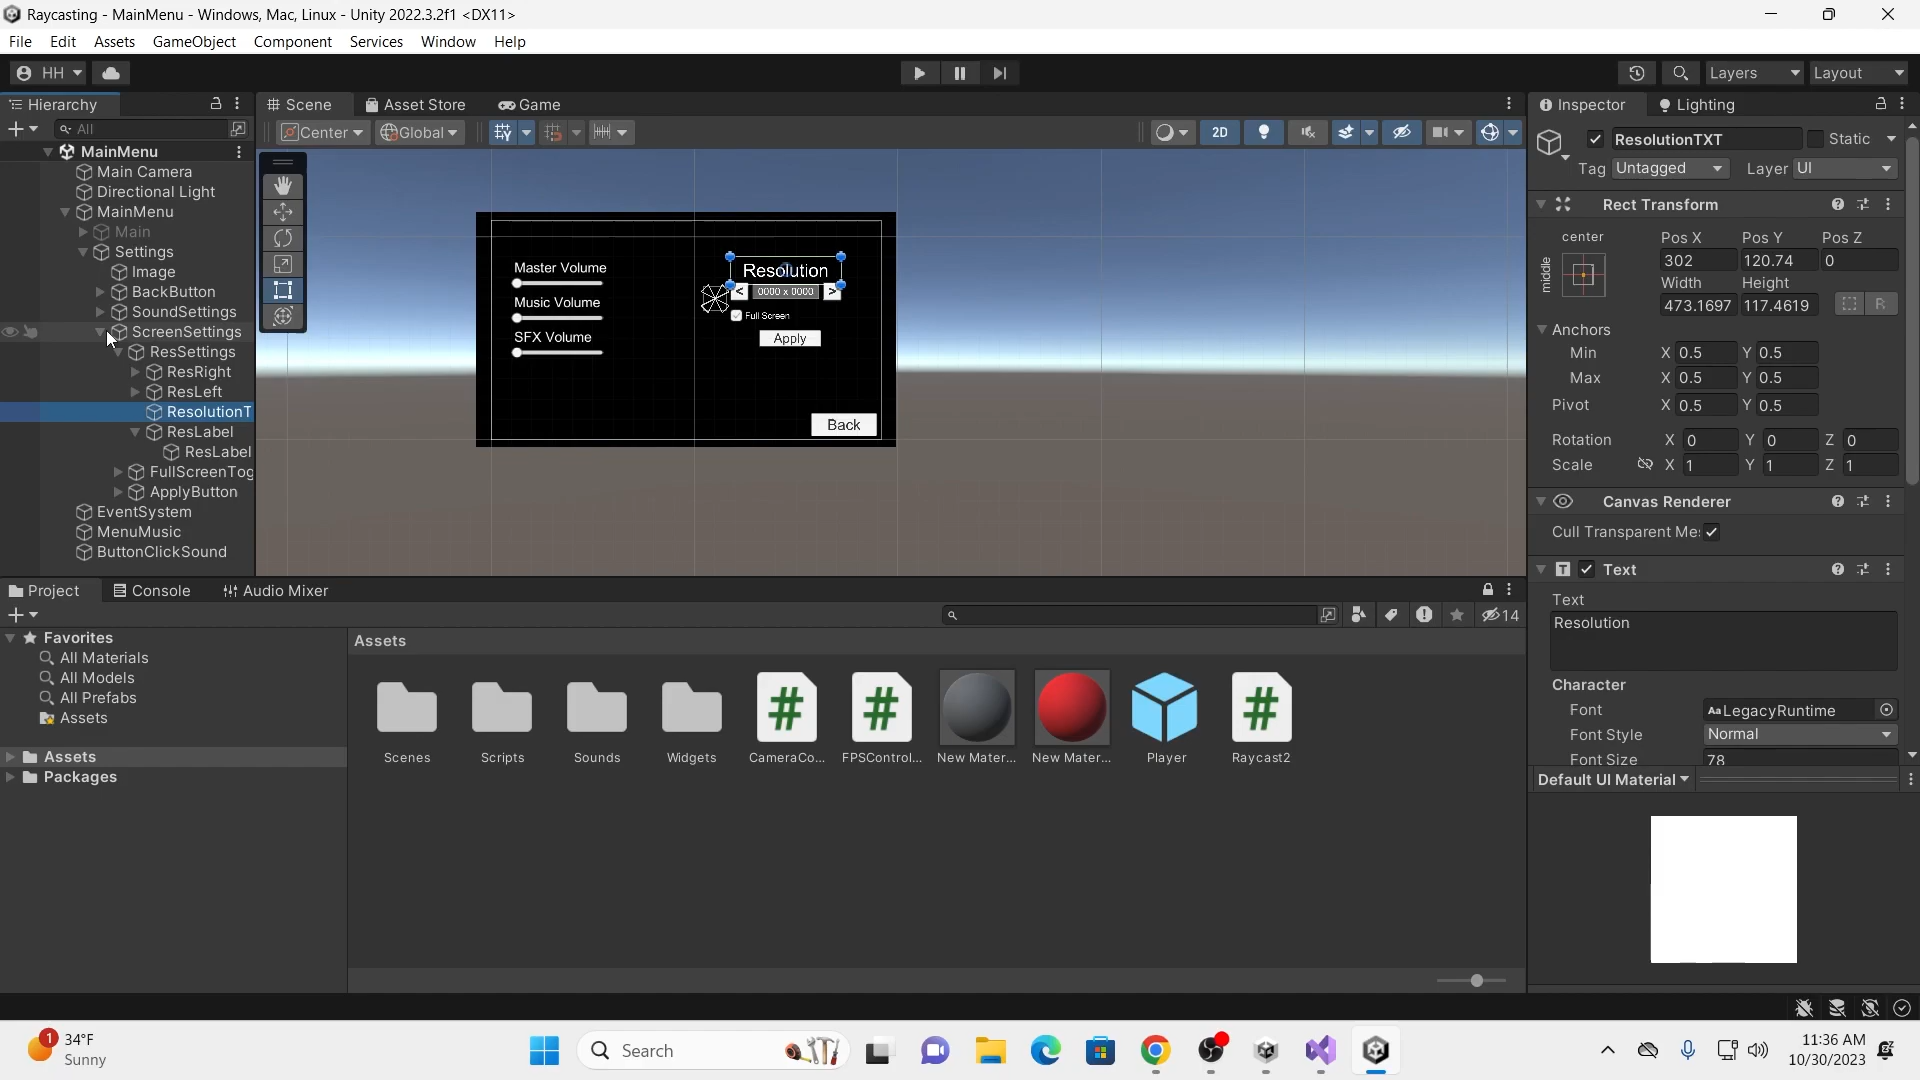 Raycasting - MainMenu - Windows, Mac, Linux - Unity 2022.3.2f1 <DX11>
File Edit Assets GameObject Component Services Window Help
HH Layers Layout
Hierarchy Scene Asset Store Game Inspector Lighting
All Center Global 2D ResolutionTXT Static
MainMenu
Tag Untagged Layer UI
Main Camera
Directional Light
MainMenu
Main
Settings
Image
BackButton
SoundSettings
ScreenSettings
ResSettings
ResRight
ResLeft
ResolutionT
ResLabel
ResLabel
FullScreenTog
ApplyButton
EventSystem
MenuMusic
ButtonClickSound
Master Volume
Music Volume
SFX Volume
Resolution
< 0000 x 0000 >
Full Screen
Apply
Back
Rect Transform
center Pos X Pos Y Pos Z
middle 302 120.74 0
Width Height
473.1697 117.4619 R
Anchors
Min X 0.5 Y 0.5
Max X 0.5 Y 0.5
Pivot X 0.5 Y 0.5
Rotation X 0 Y 0 Z 0
Scale X 1 Y 1 Z 1
Canvas Renderer
Cull Transparent Me:
Text
Text
Resolution
Character
Font Aa LegacyRuntime
Font Style Normal
Font Size 78
Default UI Material
Project Console Audio Mixer
14
Favorites
All Materials
All Models
All Prefabs
Assets
Assets
Packages
Assets
Scenes Scripts Sounds Widgets CameraCo... FPSControl... New Mater... New Mater... Player Raycast2
1 34°F
Sunny
Search
11:36 AM
10/30/2023